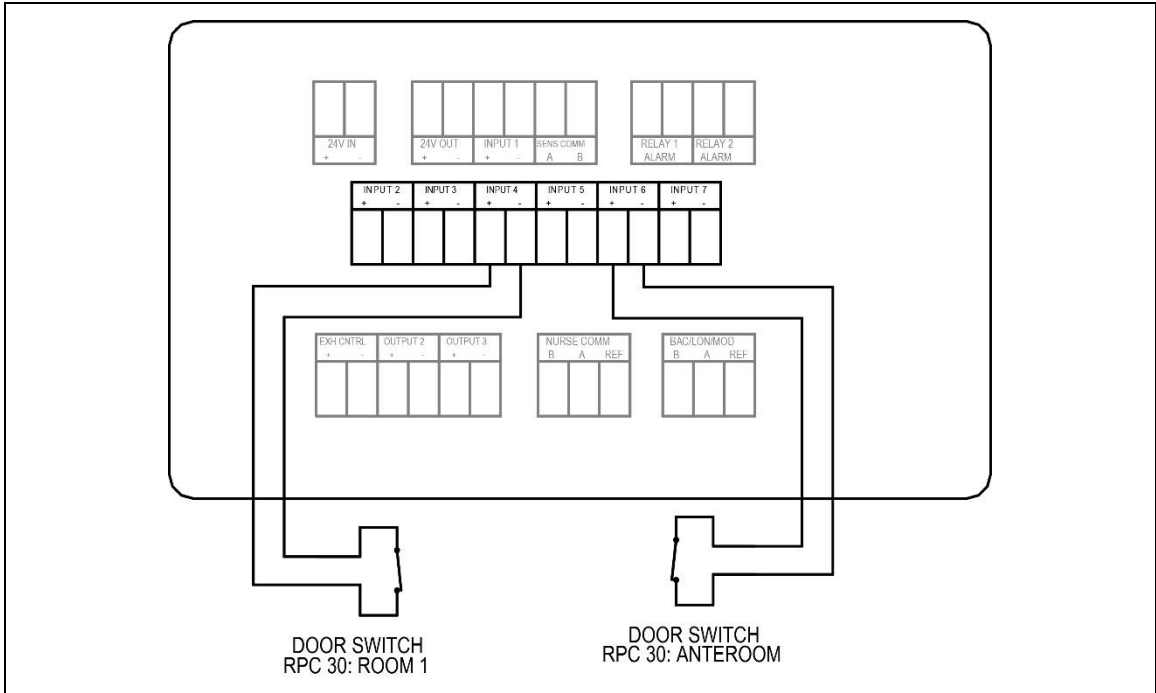 24V IN
+ -
24V OUT INPUT 1 SENS COMM
+ - + - A B
RELAY 1 RELAY 2
ALARM ALARM
INPUT 2 INPUT 3 INPUT 4 INPUT 5 INPUT 6 INPUT 7
+ - + - + - + - + - + -
EXH CNTRL OUTPUT 2 OUTPUT 3
+ - + - + -
NURSE COMM
B A REF
BAC/LON/MOD
B A REF
DOOR SWITCH
RPC 30: ROOM 1
DOOR SWITCH
RPC 30: ANTEROOM